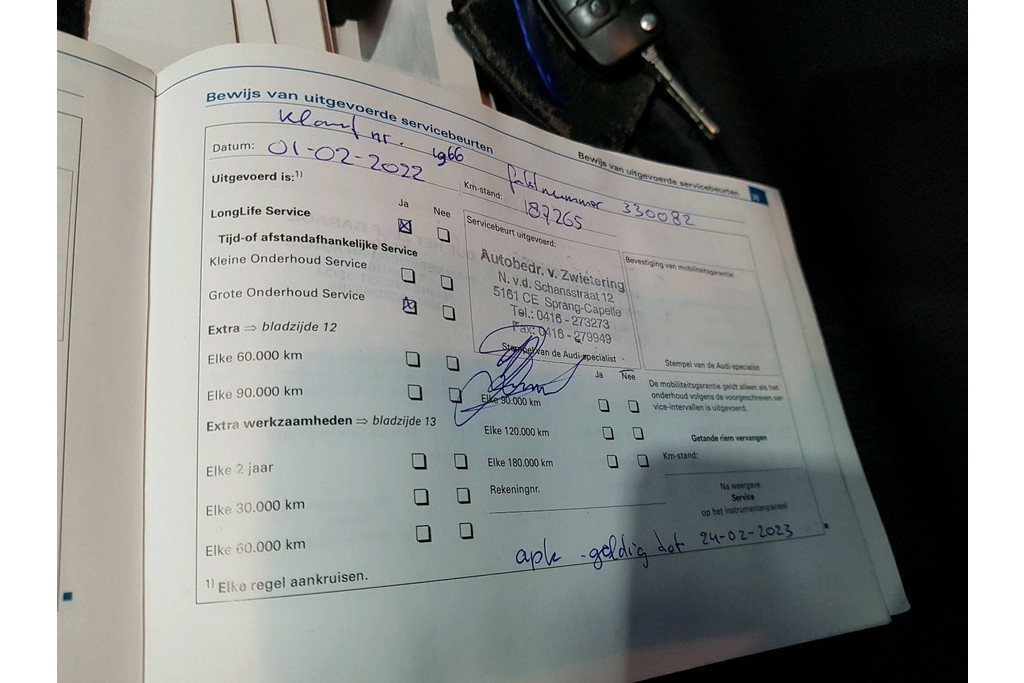 Bewijs van uitgevoerde servicebeurten
Bewijs van uitgevoerde servicebeurten
nr. 1966
Datum: 01-02-2022
Km-stand: 187265
330082
Uitgevoerd is:1)
Ja Nee
LongLife Service
Tijd-of afstandafhankelijke Service
Kleine Onderhoud Service
Grote Onderhoud Service
Extra ⇒ bladzijde 12
Elke 60.000 km
Elke 90.000 km
Extra werkzaamheden ⇒ bladzijde 13
Elke 2 jaar
Elke 30.000 km
Elke 60.000 km
1) Elke regel aankruisen.
Servicebeurt uitgevoerd:
Autobedr. v. Zwietering
N. v.d. Schansstraat 12
5161 CE Sprang-Capelle
Tel.: 0416 - 273273
Fax: 0416 - 279949
Stempel van de Audi-specialist
Ja Nee
Elke 90.000 km
Elke 120.000 km
Elke 180.000 km
Rekeningnr.
Bevestiging van mobiliteitsgarantie
Stempel van de Audi-specialist
De mobiliteitsgarantie geldt alleen als het
onderhoud volgens de voorgeschreven ser-
vice-intervallen is uitgevoerd.
Getande riem vervangen
Km-stand:
Na weergave
Service
op het instrumentenpaneel
apk - geldig tot 24-02-2023